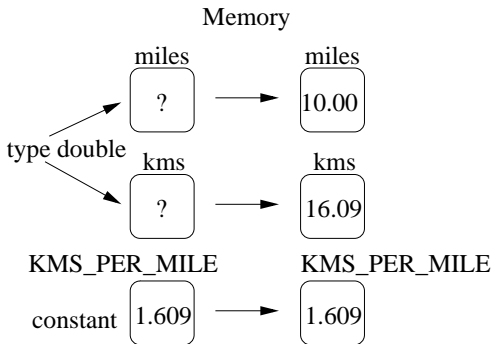 Memory
miles miles
? 10.00
type double
kms kms
? 16.09
KMS_PER_MILE KMS_PER_MILE
constant 1.609 1.609